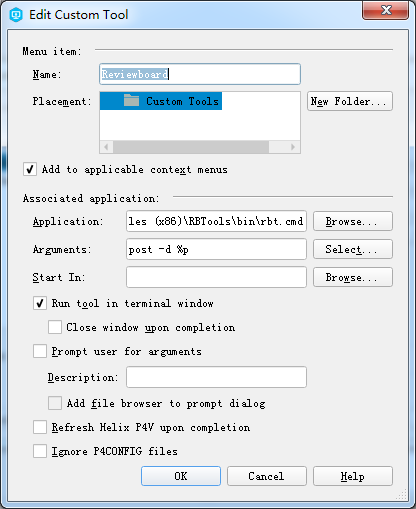 Edit Custom Tool
Menu item:
Name: Reviewboard
Placement: Custom Tools New Folder...
Add to applicable context menus
Associated application:
Application: les (x86)\RBTools\bin\rbt.cmd Browse...
Arguments: post -d %p Select...
Start In: Browse...
Run tool in terminal window
Close window upon completion
Prompt user for arguments
Description:
Add file browser to prompt dialog
Refresh Helix P4V upon completion
Ignore P4CONFIG files
OK Cancel Help